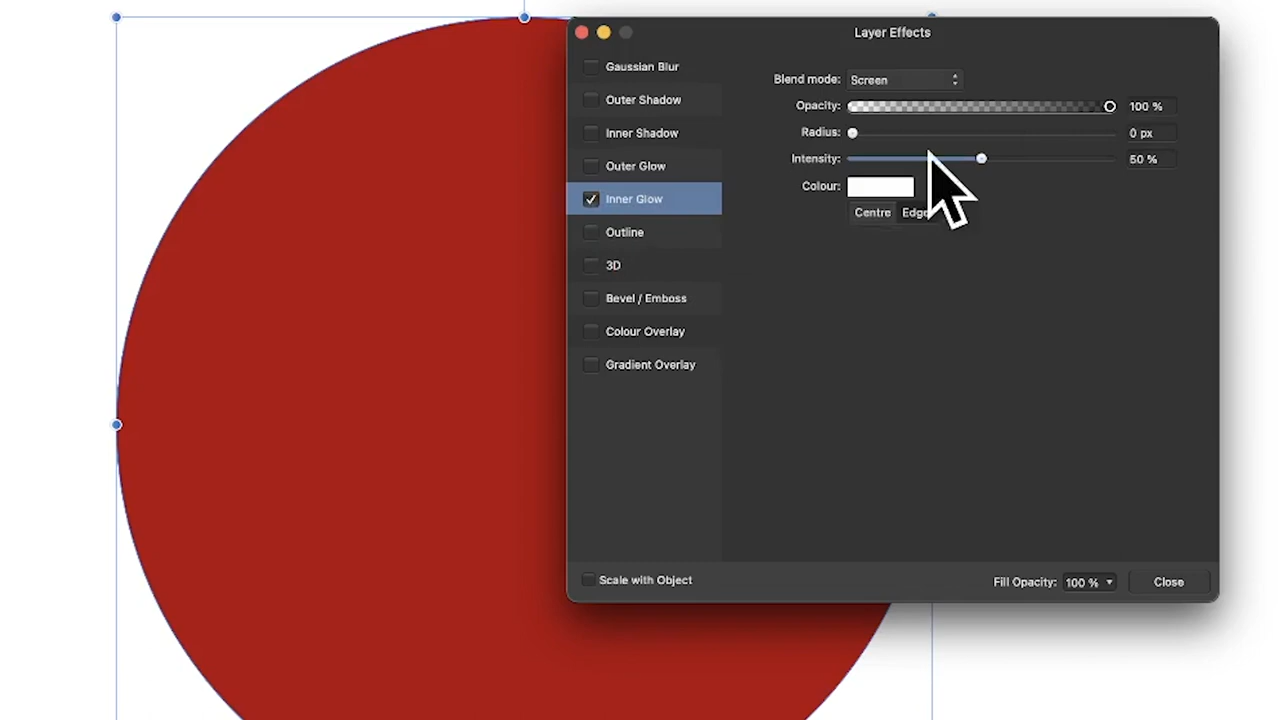 Layer Effects
Gaussian Blur
Outer Shadow
Inner Shadow
Outer Glow
Inner Glow
Outline
3D
Bevel / Emboss
Colour Overlay
Gradient Overlay
Blend mode: Screen
Opacity: 100 %
Radius: 0 px
Intensity: 50 %
Colour:
Centre Edge
Scale with Object
Fill Opacity: 100 %
Close